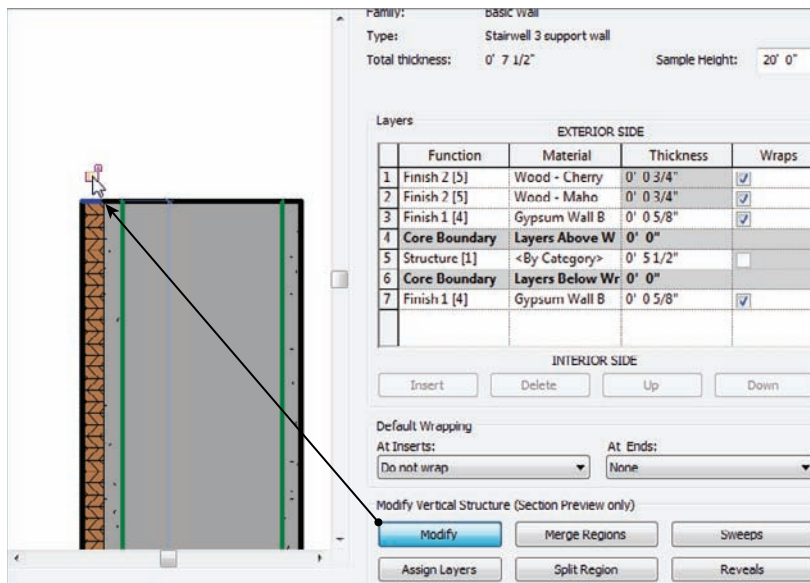 Family: Basic Wall
Type: Stairwell 3 support wall
Total thickness: 0' 7 1/2" Sample Height: 20' 0"
Layers
EXTERIOR SIDE
Function Material Thickness Wraps
1 Finish 2 [5] Wood - Cherry 0' 0 3/4"
2 Finish 2 [5] Wood - Maho 0' 0 3/4"
3 Finish 1 [4] Gypsum Wall B 0' 0 5/8"
4 Core Boundary Layers Above W 0' 0"
5 Structure [1] <By Category> 0' 5 1/2"
6 Core Boundary Layers Below Wr 0' 0"
7 Finish 1 [4] Gypsum Wall B 0' 0 5/8"
INTERIOR SIDE
Insert Delete Up Down
Default Wrapping
At Inserts: At Ends:
Do not wrap None
Modify Vertical Structure (Section Preview only)
Modify Merge Regions Sweeps
Assign Layers Split Region Reveals